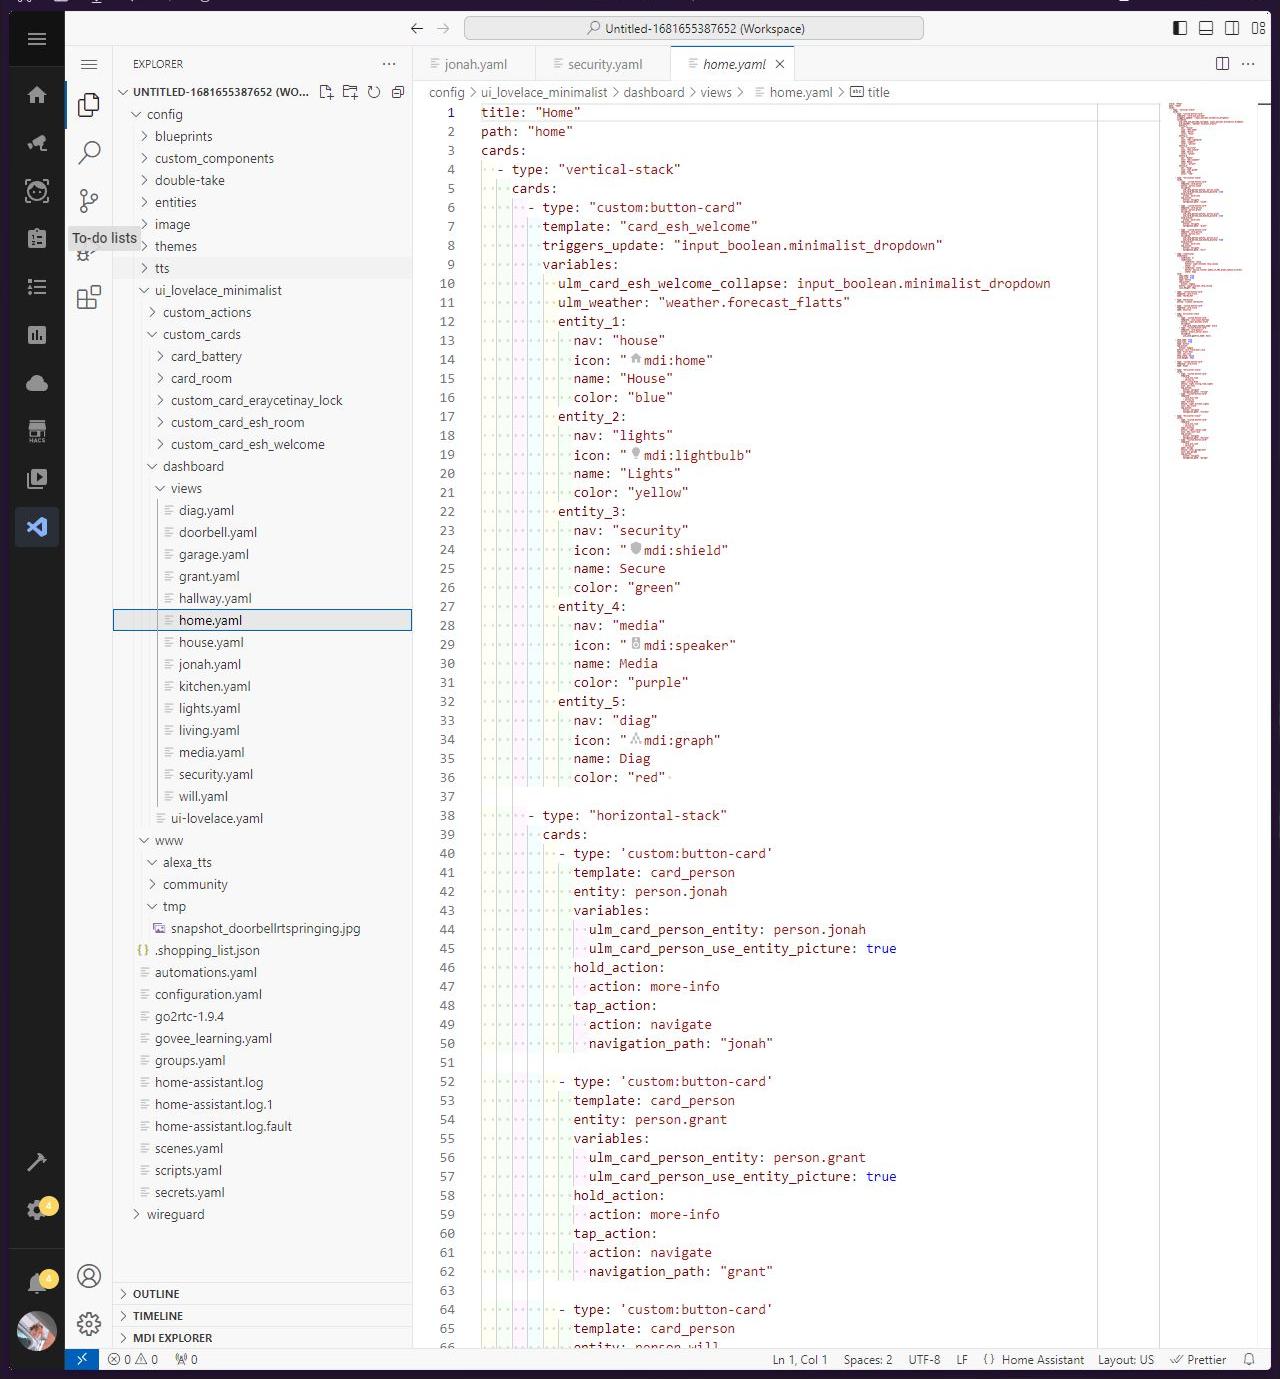 Untitled-1681655387652 (Workspace)
EXPLORER
UNTITLED-1681655387652 (WO...
config
blueprints
custom_components
double-take
entities
image
To-do lists
themes
tts
ui_lovelace_minimalist
custom_actions
custom_cards
card_battery
card_room
custom_card_eraycetinay_lock
custom_card_esh_room
custom_card_esh_welcome
dashboard
views
diag.yaml
doorbell.yaml
garage.yaml
grant.yaml
hallway.yaml
home.yaml
house.yaml
jonah.yaml
kitchen.yaml
lights.yaml
living.yaml
media.yaml
security.yaml
will.yaml
ui-lovelace.yaml
www
alexa_tts
community
tmp
snapshot_doorbellrtspringing.jpg
.shopping_list.json
automations.yaml
configuration.yaml
go2rtc-1.9.4
govee_learning.yaml
groups.yaml
home-assistant.log
home-assistant.log.1
home-assistant.log.fault
scenes.yaml
scripts.yaml
secrets.yaml
wireguard
OUTLINE
TIMELINE
MDI EXPLORER
HACS
4
4
jonah.yaml security.yaml home.yaml
config > ui_lovelace_minimalist > dashboard > views > home.yaml > abc title
1 title: "Home"
2 path: "home"
3 cards:
4 - type: "vertical-stack"
5 cards:
6 - type: "custom:button-card"
7 template: "card_esh_welcome"
8 triggers_update: "input_boolean.minimalist_dropdown"
9 variables:
10 ulm_card_esh_welcome_collapse: input_boolean.minimalist_dropdown
11 ulm_weather: "weather.forecast_flatts"
12 entity_1:
13 nav: "house"
14 icon: "mdi:home"
15 name: "House"
16 color: "blue"
17 entity_2:
18 nav: "lights"
19 icon: "mdi:lightbulb"
20 name: "Lights"
21 color: "yellow"
22 entity_3:
23 nav: "security"
24 icon: "mdi:shield"
25 name: Secure
26 color: "green"
27 entity_4:
28 nav: "media"
29 icon: "mdi:speaker"
30 name: Media
31 color: "purple"
32 entity_5:
33 nav: "diag"
34 icon: "mdi:graph"
35 name: Diag
36 color: "red"
37
38 - type: "horizontal-stack"
39 cards:
40 - type: 'custom:button-card'
41 template: card_person
42 entity: person.jonah
43 variables:
44 ulm_card_person_entity: person.jonah
45 ulm_card_person_use_entity_picture: true
46 hold_action:
47 action: more-info
48 tap_action:
49 action: navigate
50 navigation_path: "jonah"
51
52 - type: 'custom:button-card'
53 template: card_person
54 entity: person.grant
55 variables:
56 ulm_card_person_entity: person.grant
57 ulm_card_person_use_entity_picture: true
58 hold_action:
59 action: more-info
60 tap_action:
61 action: navigate
62 navigation_path: "grant"
63
64 - type: 'custom:button-card'
65 template: card_person
66 entity: person.will
0 0 0 Ln 1, Col 1 Spaces: 2 UTF-8 LF {} Home Assistant Layout: US Prettier